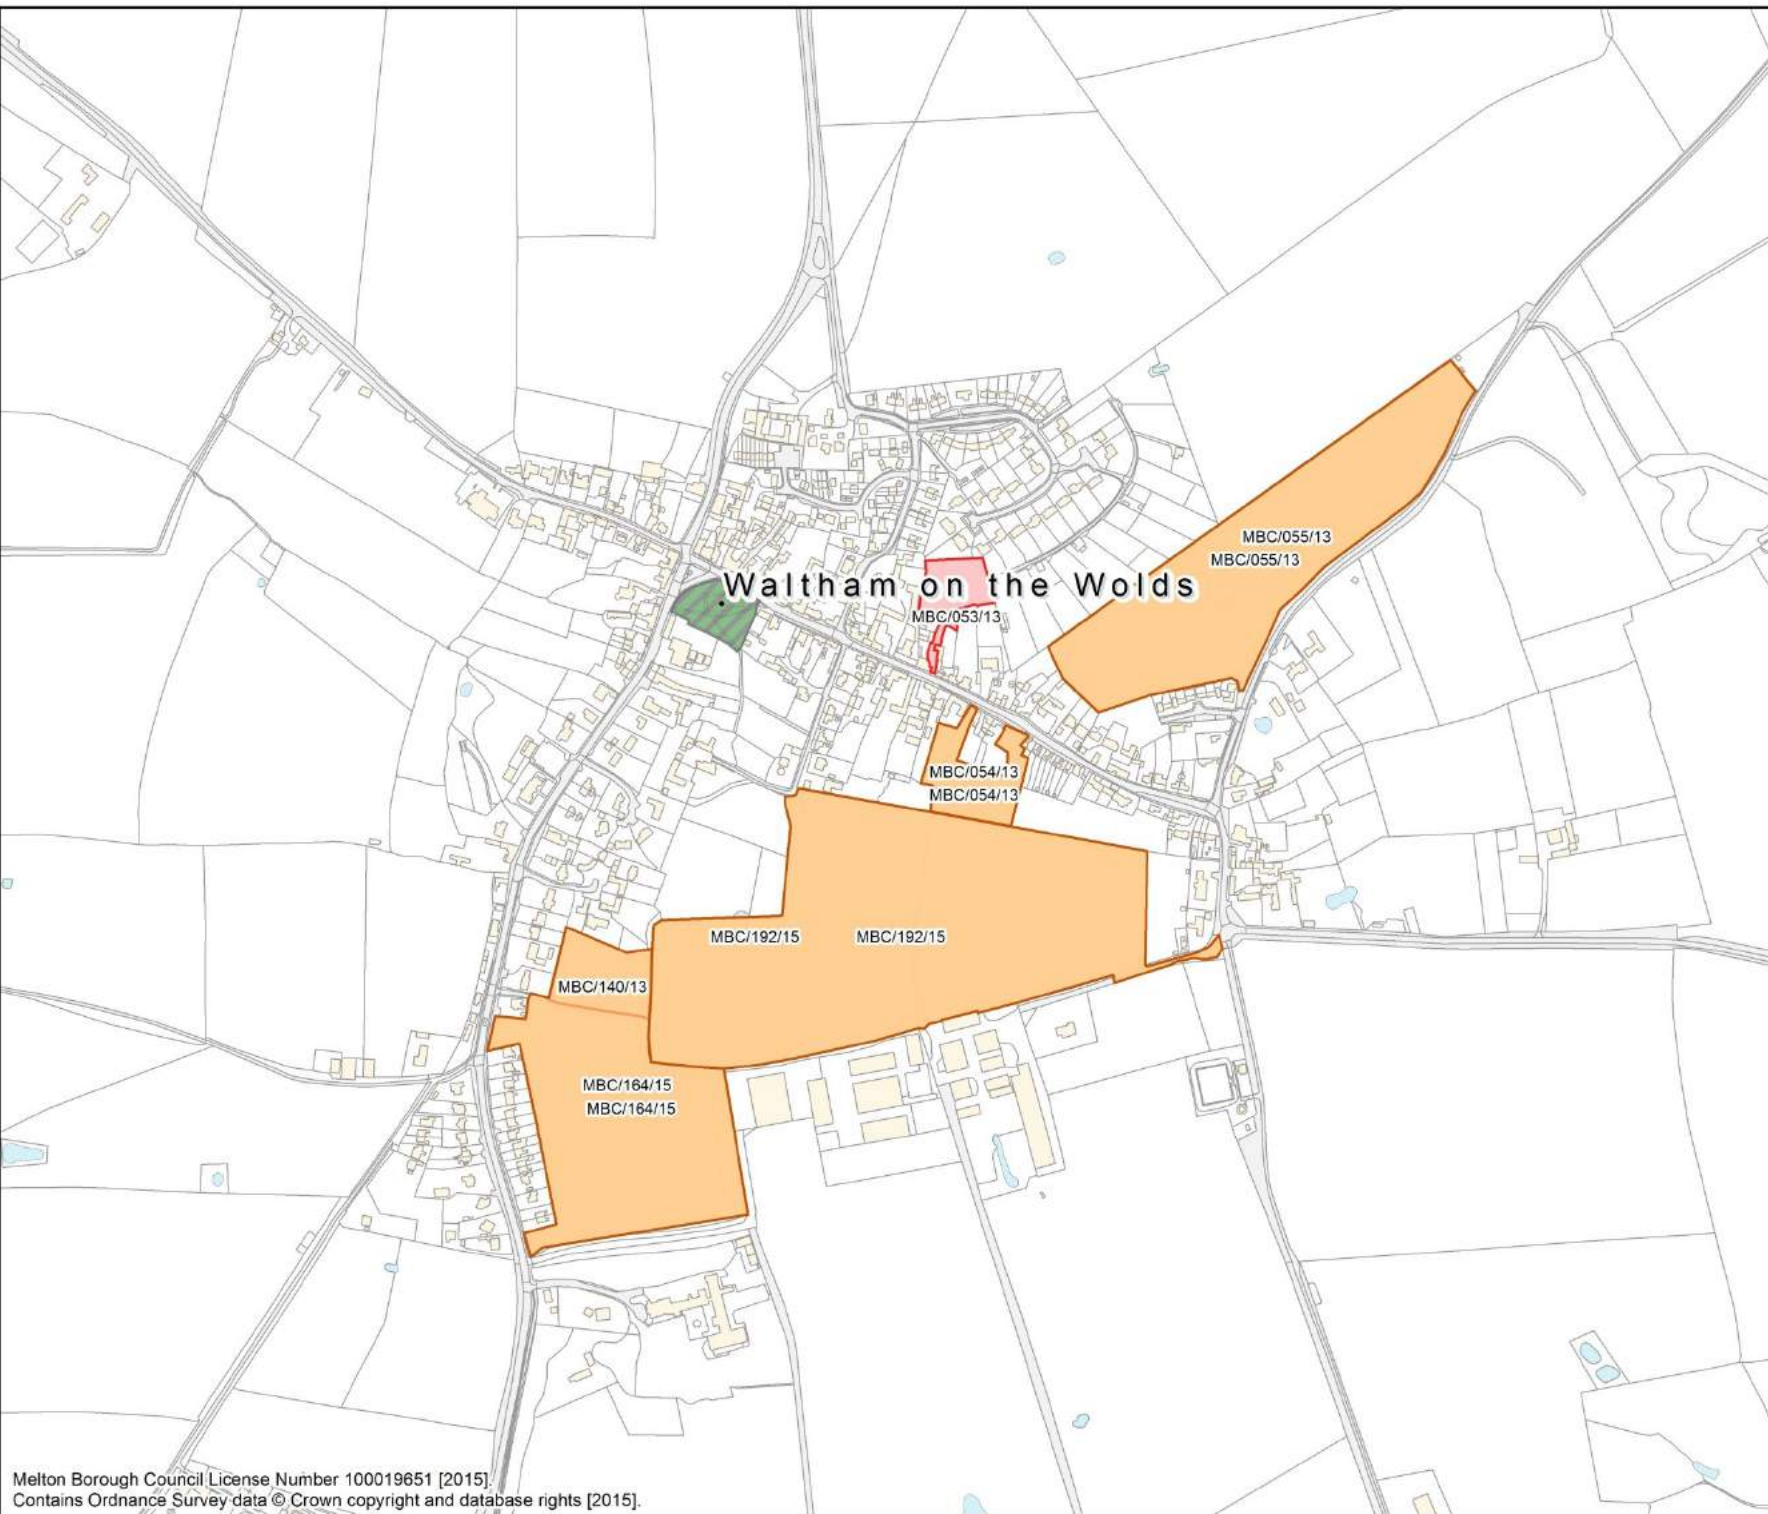 MBC/055/13
MBC/055/13
Waltham on the Wolds
MBC/053/13
MBC/054/13
MBC/054/13
MBC/192/15
MBC/192/15
MBC/140/13
MBC/164/15
MBC/164/15
Melton Borough Council License Number 100019651 [2015].
Contains Ordnance Survey data © Crown copyright and database rights [2015].